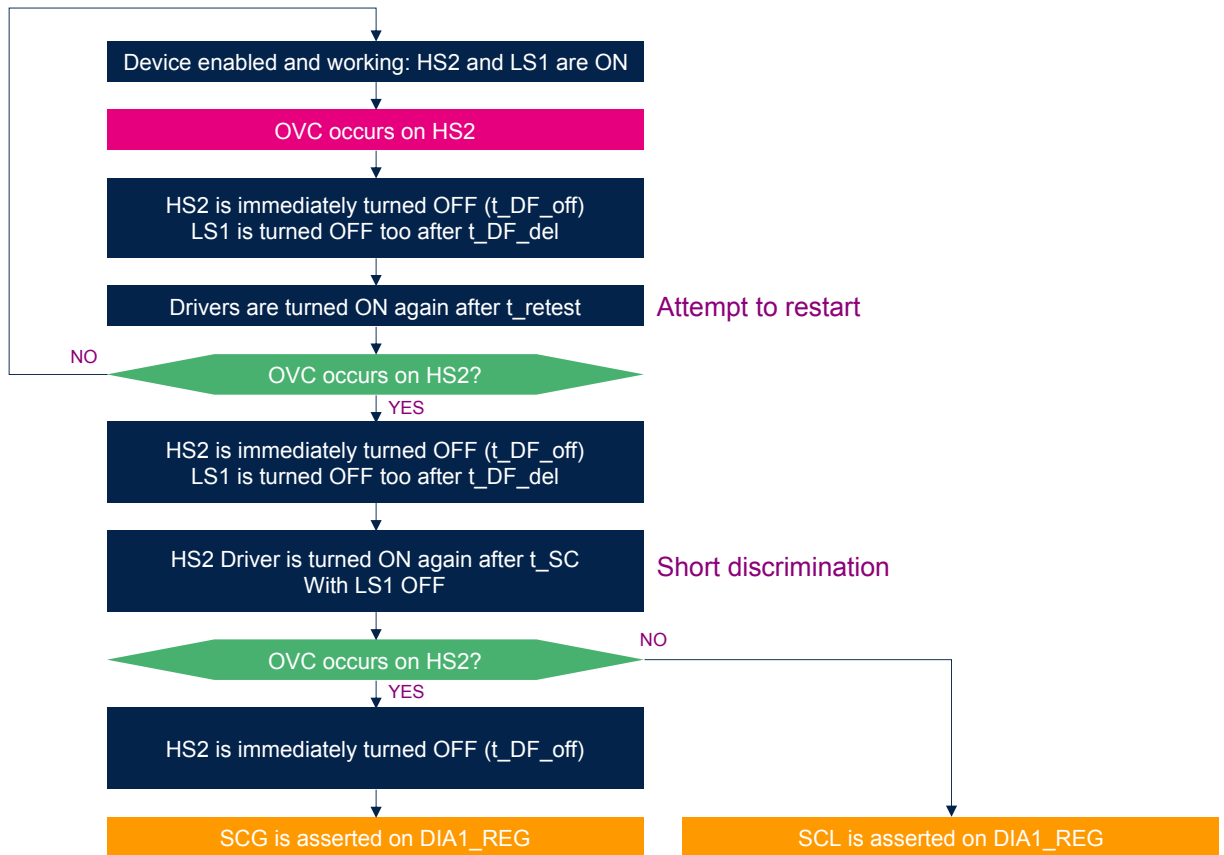 Device enabled and working: HS2 and LS1 are ON
OVC occurs on HS2
HS2 is immediately turned OFF (t_DF_off)
LS1 is turned OFF too after t_DF_del
Drivers are turned ON again after t_retest
Attempt to restart
NO
OVC occurs on HS2?
YES
HS2 is immediately turned OFF (t_DF_off)
LS1 is turned OFF too after t_DF_del
HS2 Driver is turned ON again after t_SC
With LS1 OFF
Short discrimination
OVC occurs on HS2?
NO
YES
HS2 is immediately turned OFF (t_DF_off)
SCG is asserted on DIA1_REG
SCL is asserted on DIA1_REG